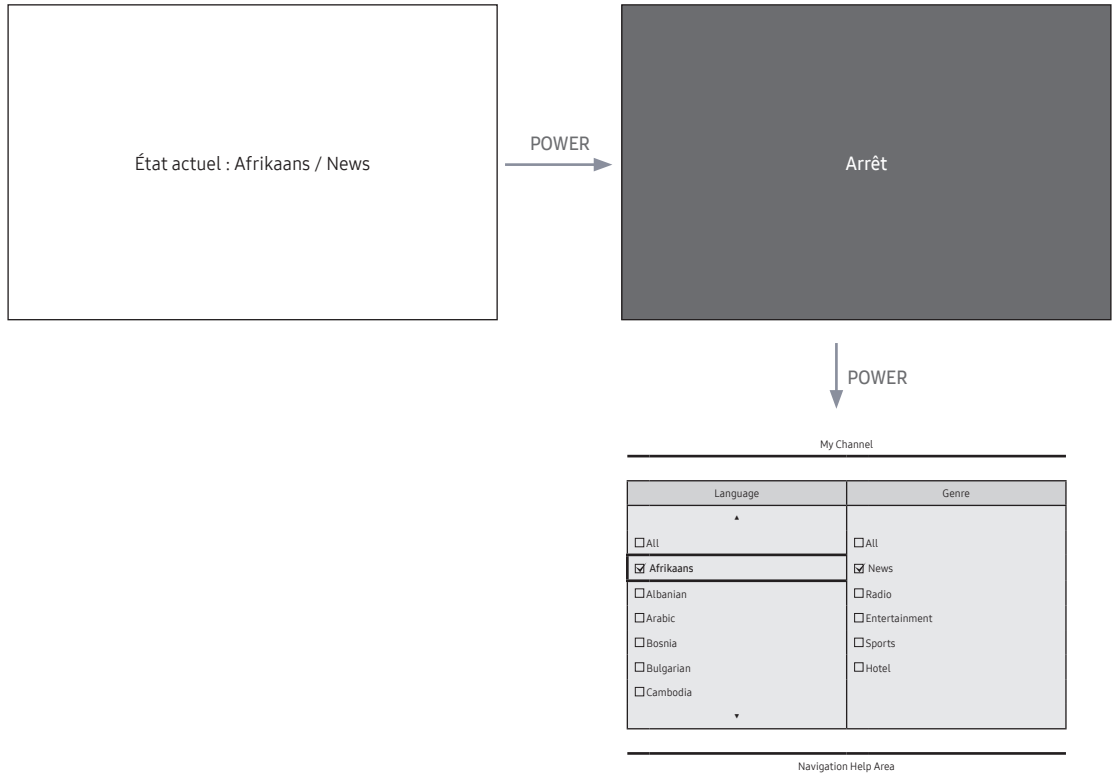 État actuel : Afrikaans / News
POWER
Arrêt
POWER
My Channel
Language Genre
▲
All All
Afrikaans News
Albanian Radio
Arabic Entertainment
Bosnia Sports
Bulgarian Hotel
Cambodia
▼
Navigation Help Area